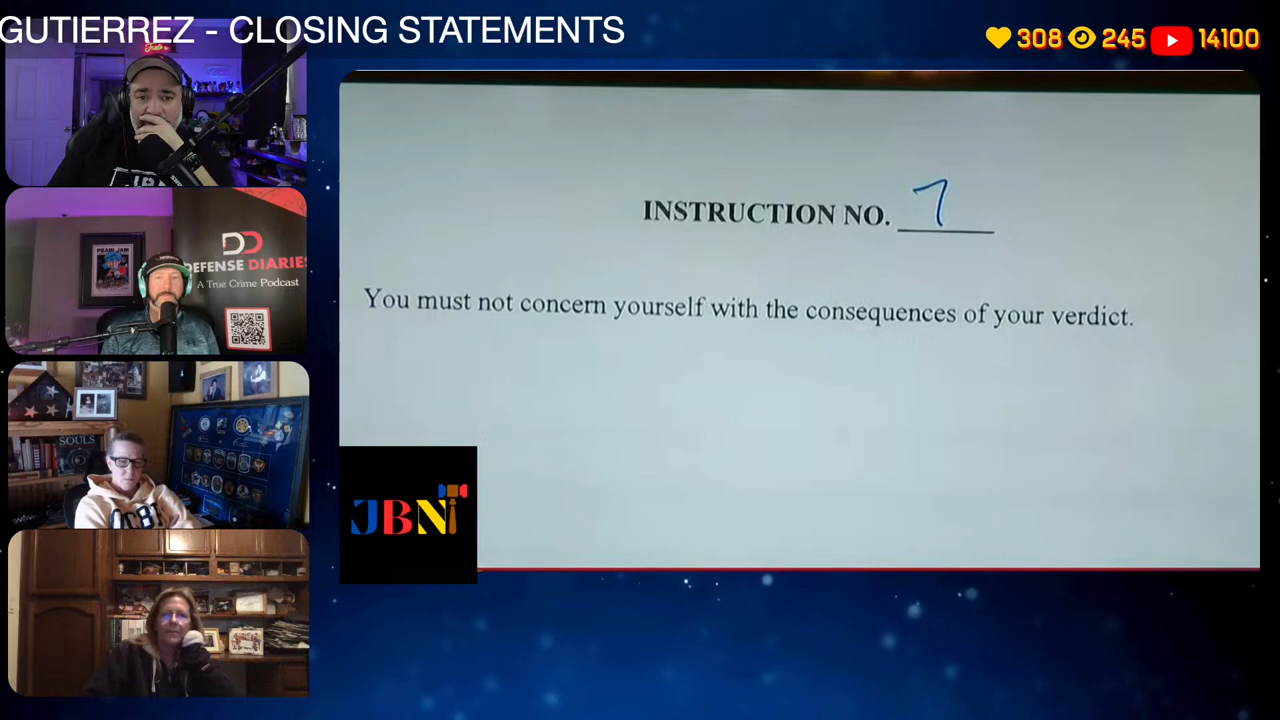 GUTIERREZ - CLOSING STATEMENTS
308 245 14100
INSTRUCTION NO. 7
You must not concern yourself with the consequences of your verdict.
PEARL JAM
DD
DEFENSE DIARIES
A True Crime Podcast
SOULS
JBN